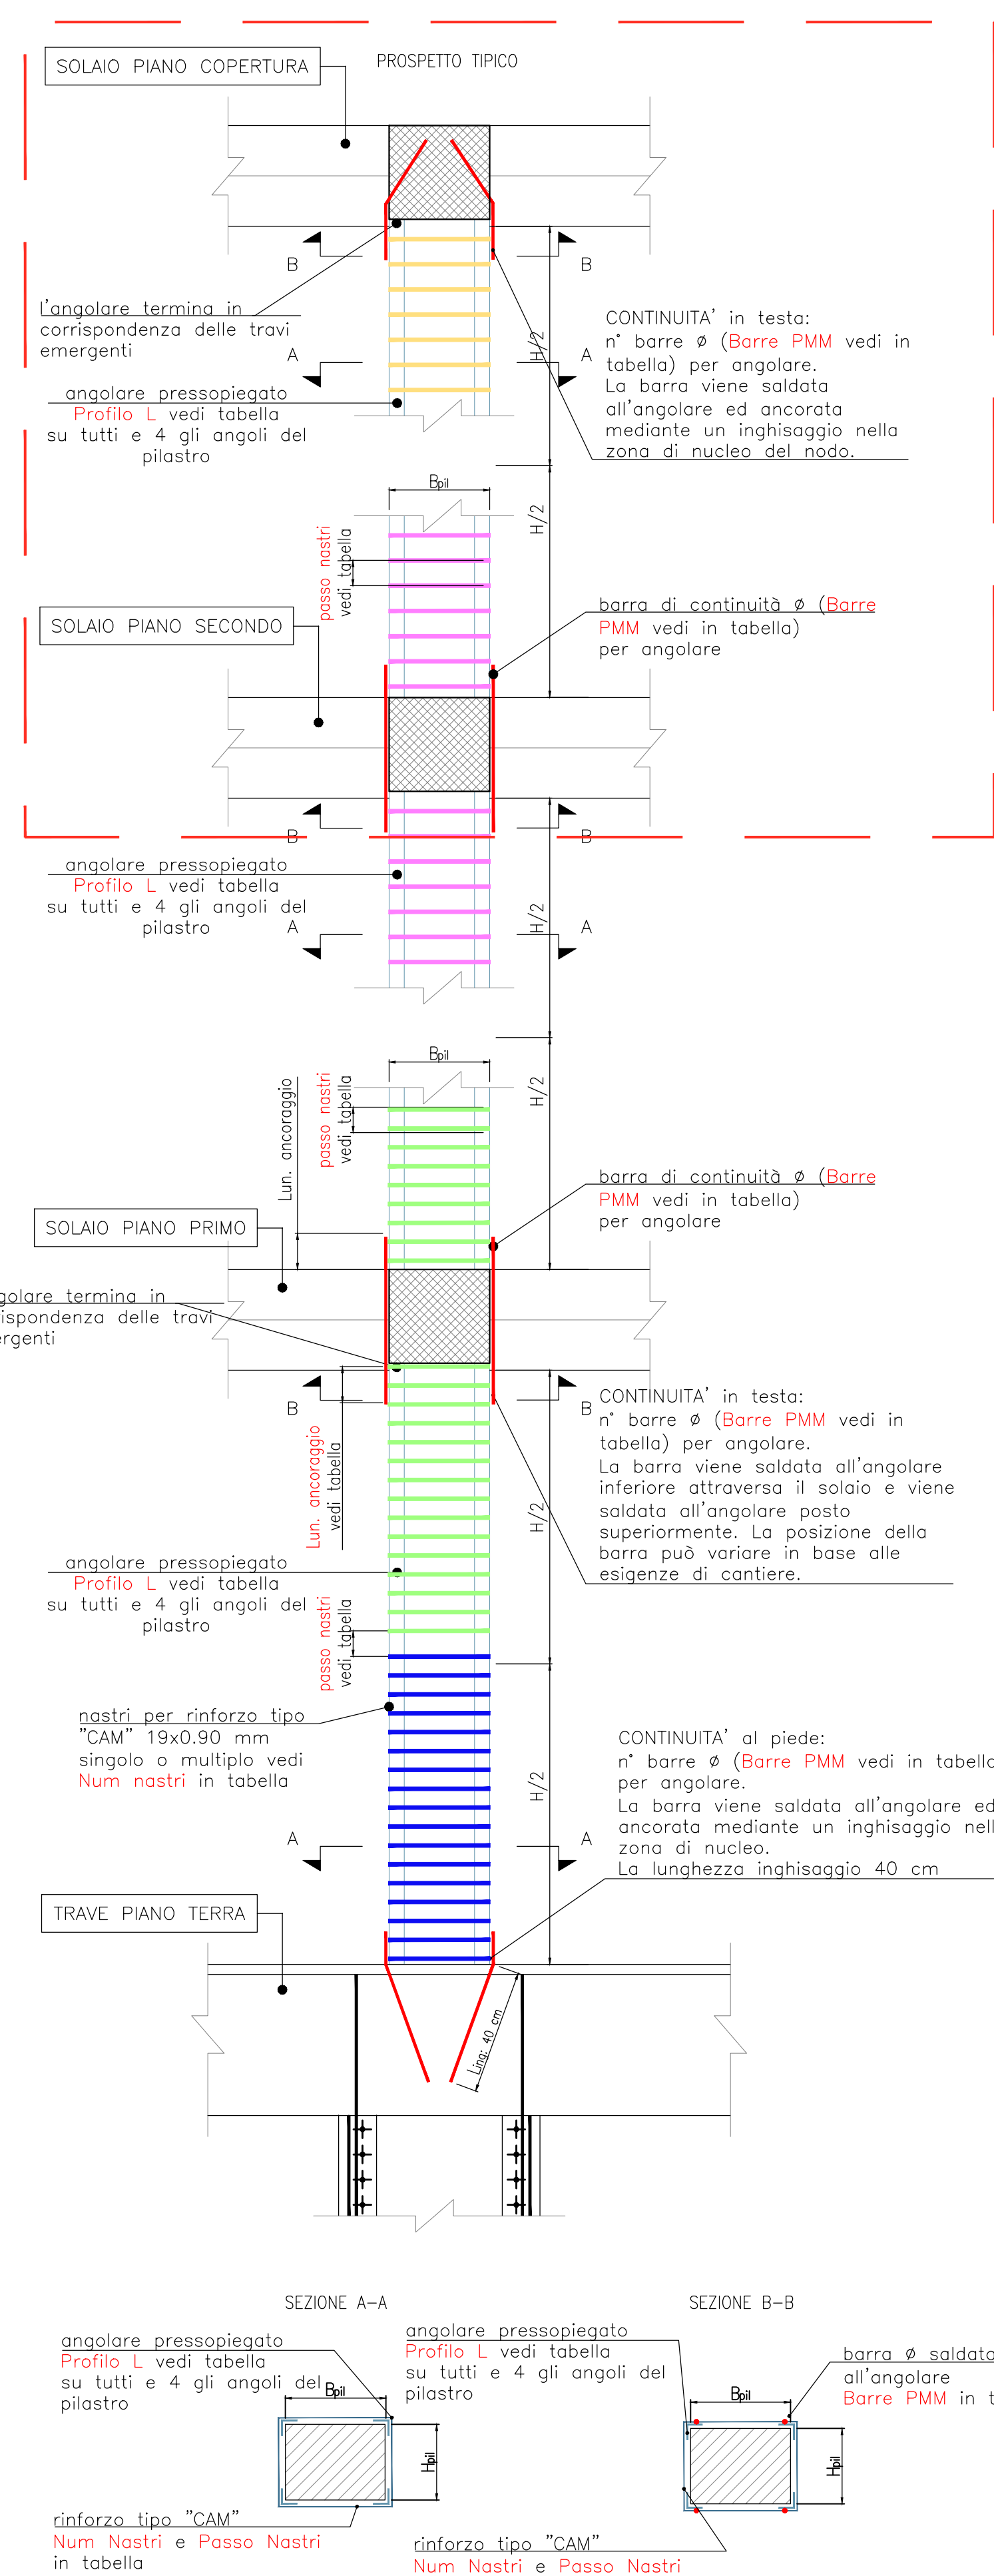 PROSPETTO TIPICO
SOLAIO PIANO COPERTURA
B
B
l'angolare termina in
corrispondenza delle travi
emergenti
CONTINUITA' in testa:
n° barre ø (Barre PMM vedi in
tabella) per angolare.
La barra viene saldata
all'angolare ed ancorata
mediante un inghisaggio nella
zona di nucleo del nodo.
H/2
A
A
angolare pressopiegato
Profilo L vedi tabella
su tutti e 4 gli angoli del
pilastro
Bpil
H/2
passo nastri
vedi tabella
SOLAIO PIANO SECONDO
barra di continuità ø (Barre
PMM vedi in tabella)
per angolare
B
B
angolare pressopiegato
Profilo L vedi tabella
su tutti e 4 gli angoli del
pilastro
H/2
A
A
Bpil
H/2
Lun. ancoraggio
passo nastri
vedi tabella
barra di continuità ø (Barre
PMM vedi in tabella)
per angolare
SOLAIO PIANO PRIMO
golare termina in
rispondenza delle travi
ergenti
B
B
CONTINUITA' in testa:
n° barre ø (Barre PMM vedi in
tabella) per angolare.
La barra viene saldata all'angolare
inferiore attraversa il solaio e viene
saldata all'angolare posto
superiormente. La posizione della
barra può variare in base alle
esigenze di cantiere.
Lun. ancoraggio
vedi tabella
H/2
angolare pressopiegato
Profilo L vedi tabella
su tutti e 4 gli angoli del
pilastro
passo nastri
vedi tabella
nastri per rinforzo tipo
"CAM" 19x0.90 mm
singolo o multiplo vedi
Num nastri in tabella
H/2
CONTINUITA' al piede:
n° barre ø (Barre PMM vedi in tabella
per angolare.
La barra viene saldata all'angolare ed
ancorata mediante un inghisaggio nell
zona di nucleo.
La lunghezza inghisaggio 40 cm
A
A
TRAVE PIANO TERRA
Ling: 40 cm
SEZIONE A-A
angolare pressopiegato
Profilo L vedi tabella
su tutti e 4 gli angoli del
pilastro
Bpil
Hpil
rinforzo tipo "CAM"
Num Nastri e Passo Nastri
in tabella
SEZIONE B-B
angolare pressopiegato
Profilo L vedi tabella
su tutti e 4 gli angoli del
pilastro
barra ø saldato
all'angolare
Barre PMM in t
Bpil
Hpil
rinforzo tipo "CAM"
Num Nastri e Passo Nastri